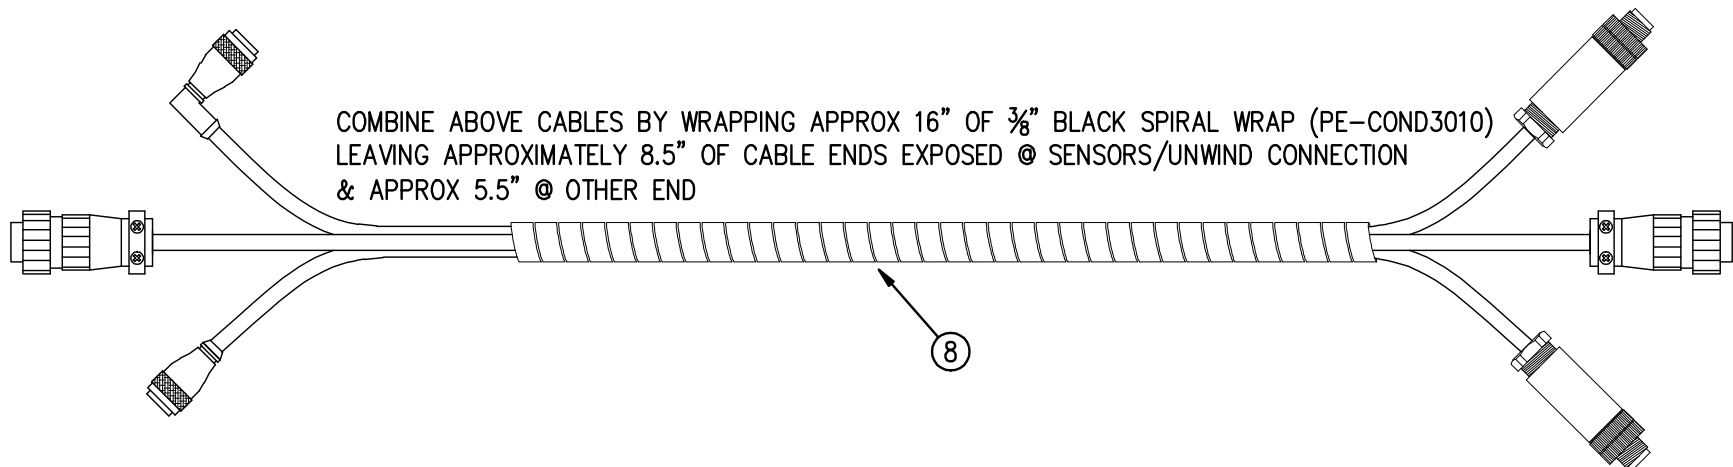 COMBINE ABOVE CABLES BY WRAPPING APPROX 16" OF ⅜" BLACK SPIRAL WRAP (PE-COND3010)
LEAVING APPROXIMATELY 8.5" OF CABLE ENDS EXPOSED @ SENSORS/UNWIND CONNECTION
& APPROX 5.5" @ OTHER END
8